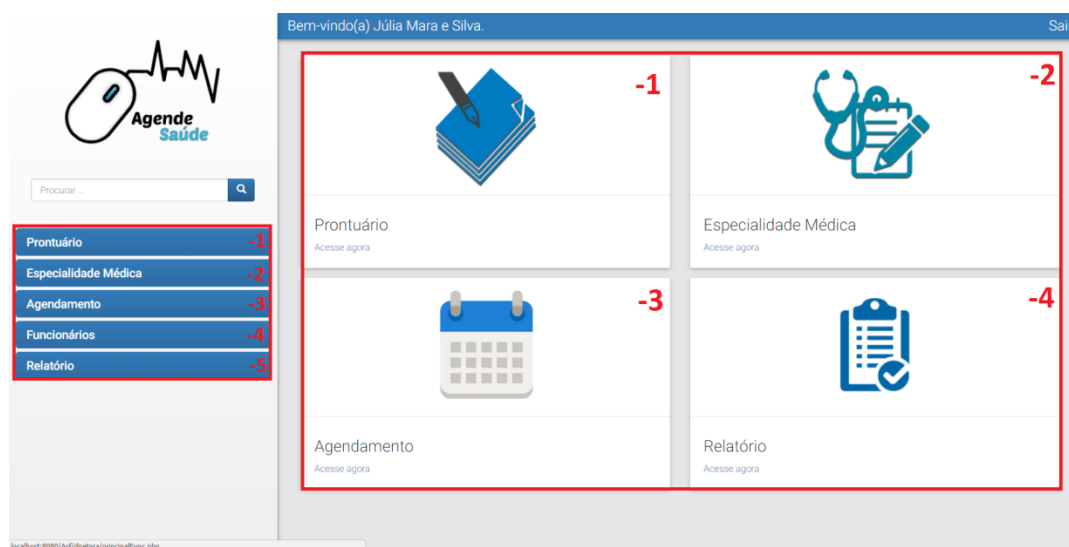 Bem-vindo(a) Júlia Mara e Silva.
Sai
Agende
Saúde
Procurar ...
Prontuário -1
Especialidade Médica -2
Agendamento -3
Funcionários -4
Relatório -5
-1
Prontuário
Acesse agora
-2
Especialidade Médica
Acesse agora
-3
Agendamento
Acesse agora
-4
Relatório
Acesse agora